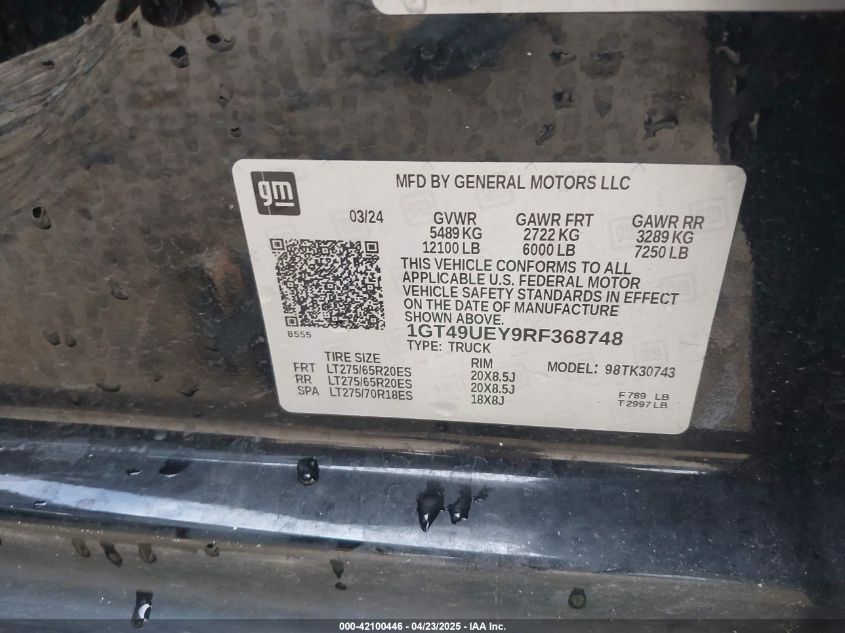 gm
MFD BY GENERAL MOTORS LLC
03/24 GVWR GAWR FRT GAWR RR
5489 KG 2722 KG 3289 KG
12100 LB 6000 LB 7250 LB
THIS VEHICLE CONFORMS TO ALL
APPLICABLE U.S. FEDERAL MOTOR
VEHICLE SAFETY STANDARDS IN EFFECT
ON THE DATE OF MANUFACTURE
SHOWN ABOVE.
8555
1GT49UEY9RF368748
TYPE: TRUCK
TIRE SIZE RIM MODEL: 98TK30743
FRT LT275/65R20ES 20X8.5J
RR LT275/65R20ES 20X8.5J
SPA LT275/70R18ES 18X8J
F 789 LB
T 2997 LB
000-42100446 - 04/23/2025 - IAA Inc.